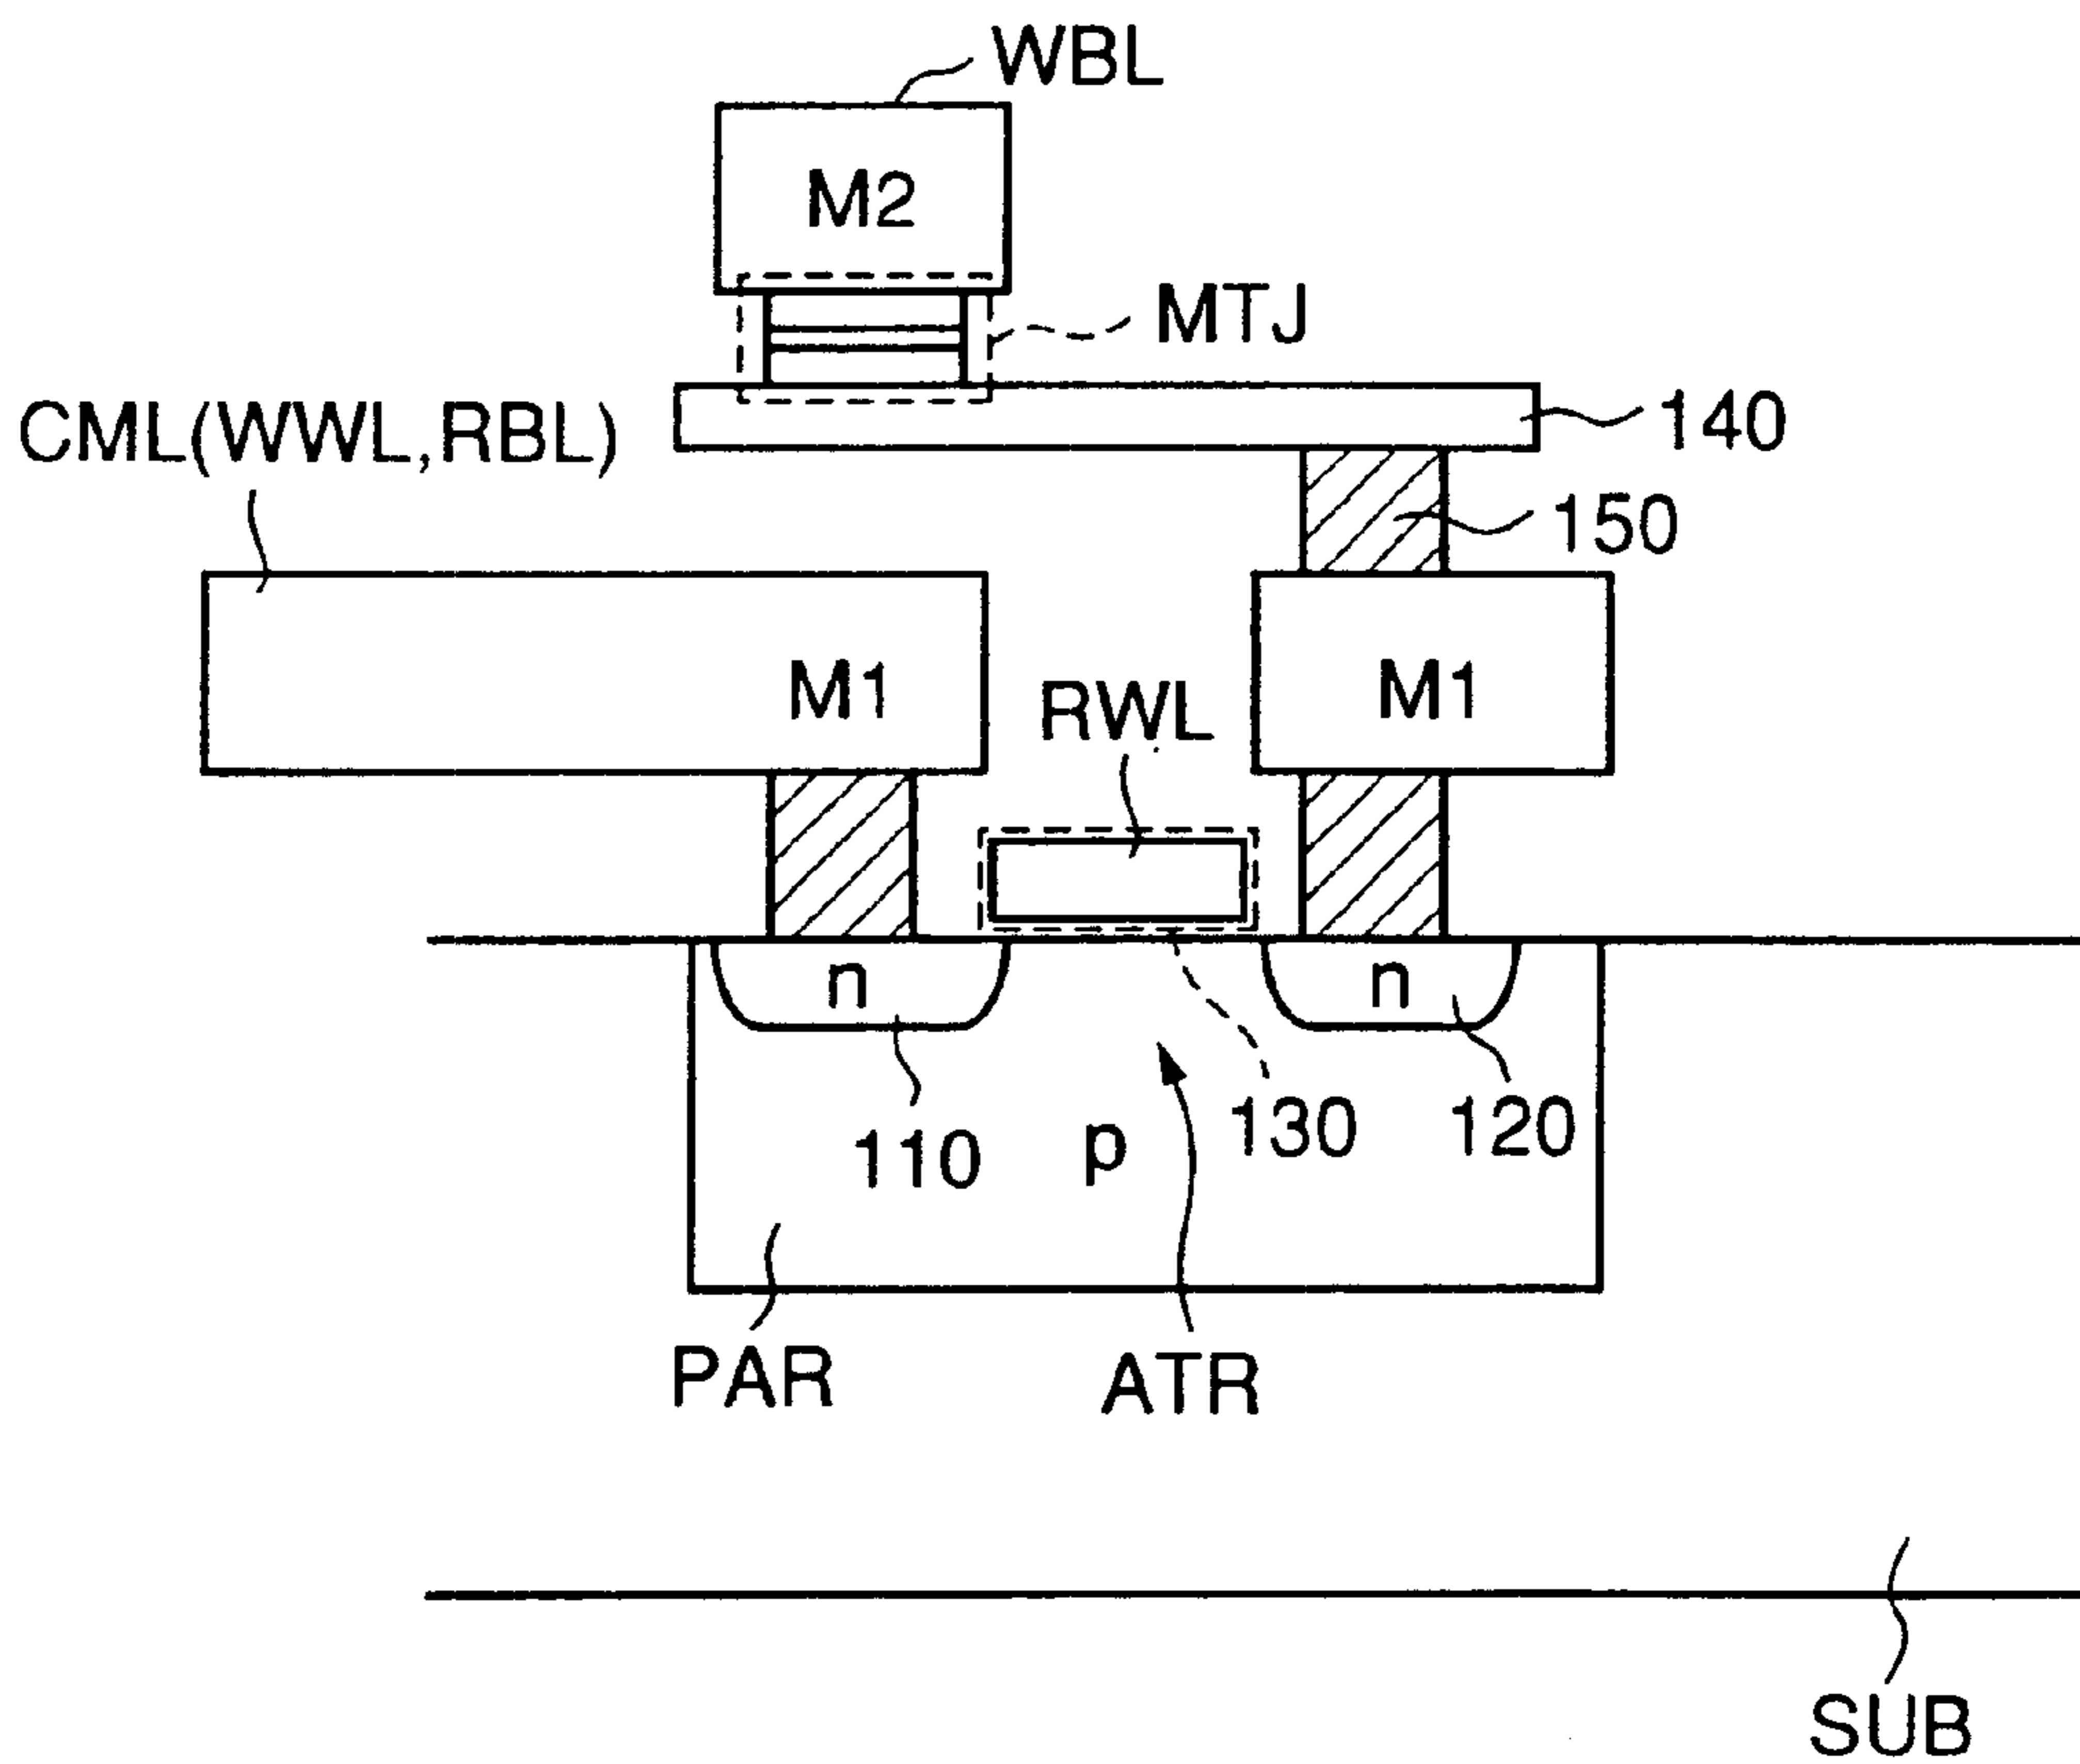 WBL
M2
MTJ
CML(WWL,RBL)
140
150
M1
RWL
M1
n
n
110
p
130
120
PAR
ATR
SUB